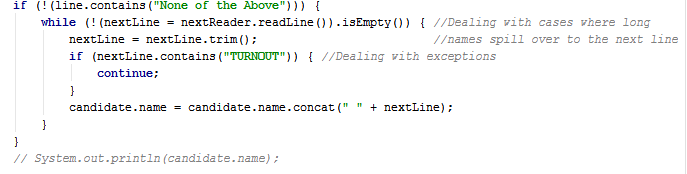 if (!(line.contains("None of the Above"))) {
while (!(nextLine = nextReader.readLine()).isEmpty()) { //Dealing with cases where long
nextLine = nextLine.trim(); //names spill over to the next line
if (nextLine.contains("TURNOUT")) { //Dealing with exceptions
continue;
}
candidate.name = candidate.name.concat(" " + nextLine);
}
}
// System.out.println(candidate.name);